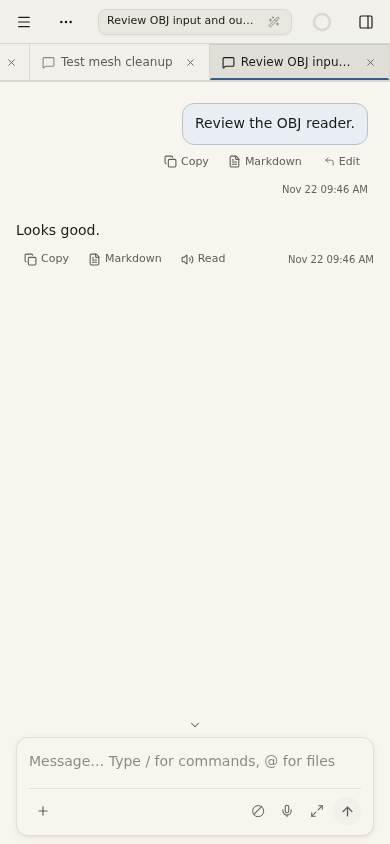 Review OBJ input and ou...
Test mesh cleanup
Review OBJ inpu...
Review the OBJ reader.
Copy Markdown Edit
Nov 22 09:46 AM
Looks good.
Copy Markdown Read Nov 22 09:46 AM
Message... Type / for commands, @ for files